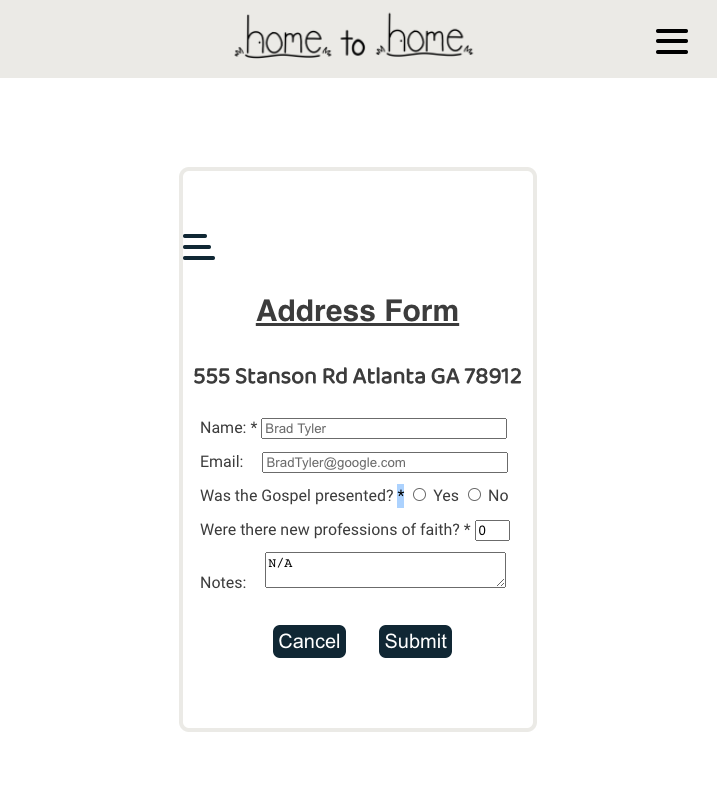 home to home
Address Form
555 Stanson Rd Atlanta GA 78912
Name: * Brad Tyler
Email: BradTyler@google.com
Was the Gospel presented? * Yes No
Were there new professions of faith? * 0
Notes: N/A
Cancel Submit